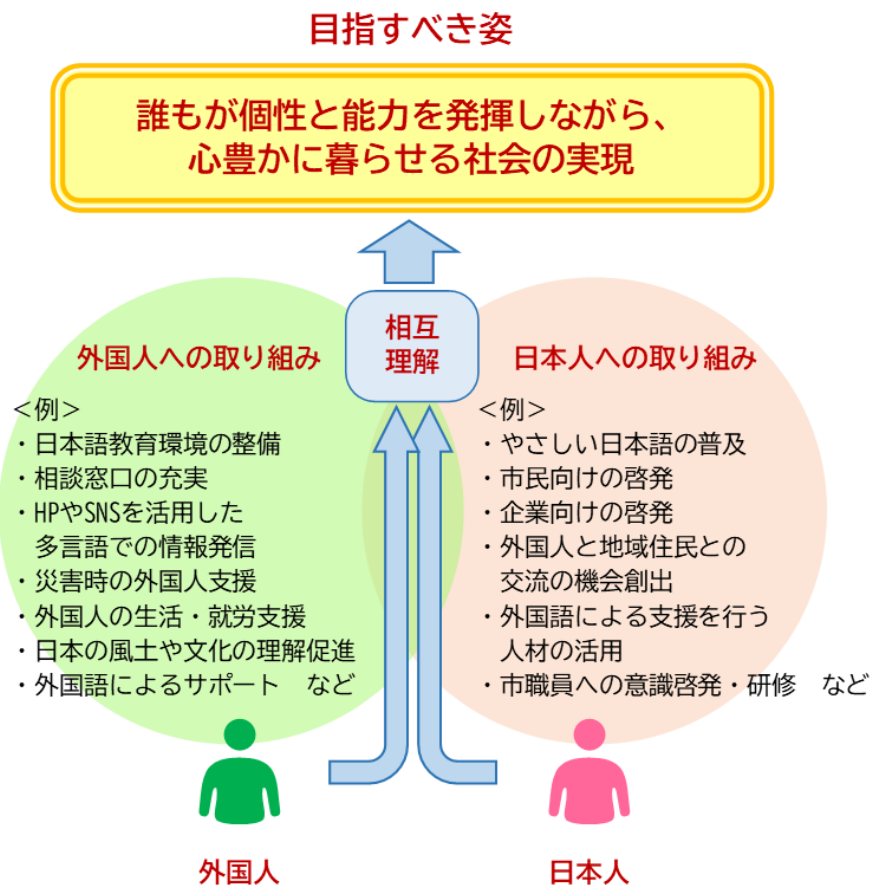 目指すべき姿
誰もが個性と能力を発揮しながら、
心豊かに暮らせる社会の実現
相互
理解
外国人への取り組み
<例>
・日本語教育環境の整備
・相談窓口の充実
・HPやSNSを活用した
多言語での情報発信
・災害時の外国人支援
・外国人の生活・就労支援
・日本の風土や文化の理解促進
・外国語によるサポート　など
日本人への取り組み
<例>
・やさしい日本語の普及
・市民向けの啓発
・企業向けの啓発
・外国人と地域住民との
交流の機会創出
・外国語による支援を行う
人材の活用
・市職員への意識啓発・研修　など
外国人
日本人